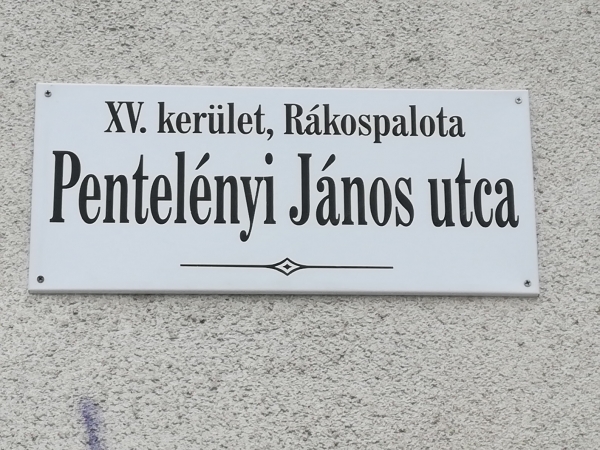 XV. kerület, Rákospalota
Pentelényi János utca